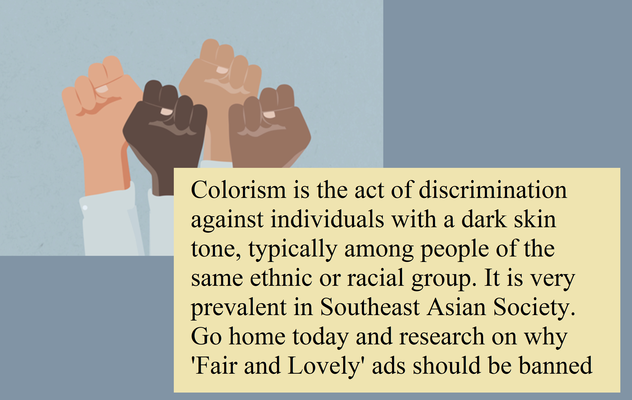 Colorism is the act of discrimination
against individuals with a dark skin
tone, typically among people of the
same ethnic or racial group. It is very
prevalent in Southeast Asian Society.
Go home today and research on why
'Fair and Lovely' ads should be banned